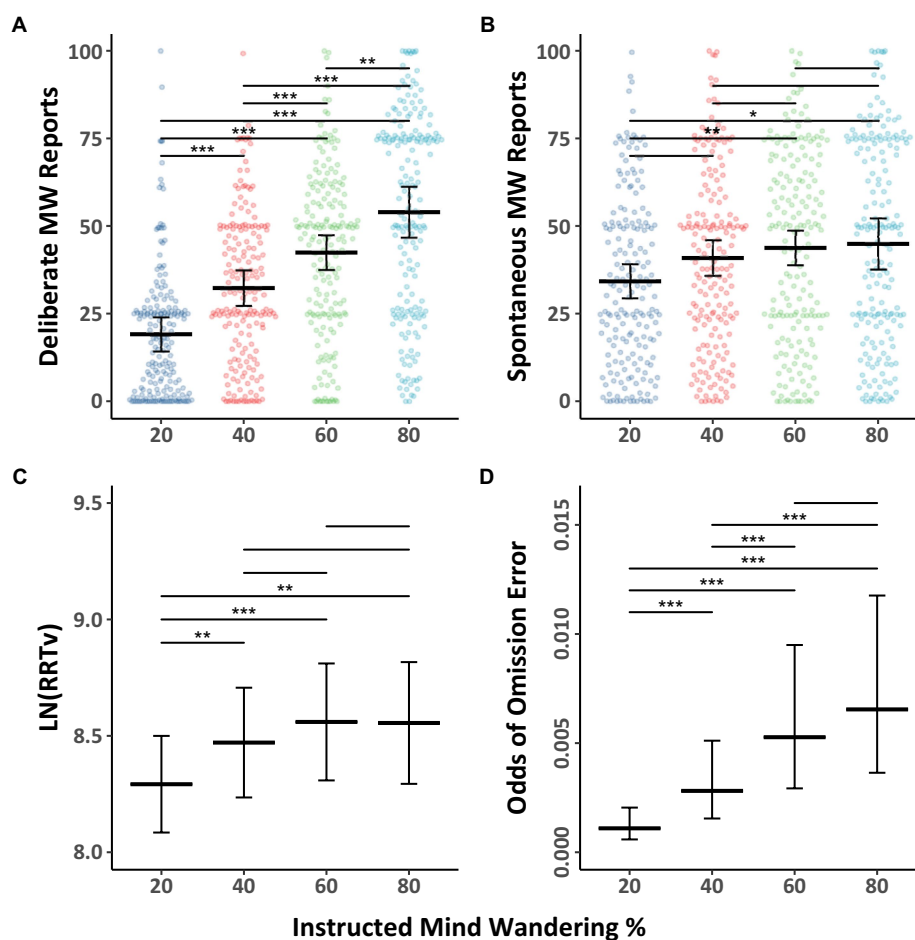 A
Deliberate MW Reports
100
75
50
25
0
**
***
***
***
***
***
20 40 60 80
B
Spontaneous MW Reports
100
75
50
25
0
*
**
20 40 60 80
C
LN(RRTv)
9.5
9.0
8.5
8.0
**
***
**
20 40 60 80
D
Odds of Omission Error
0.015
0.010
0.005
0.000
***
***
***
***
***
20 40 60 80
Instructed Mind Wandering %